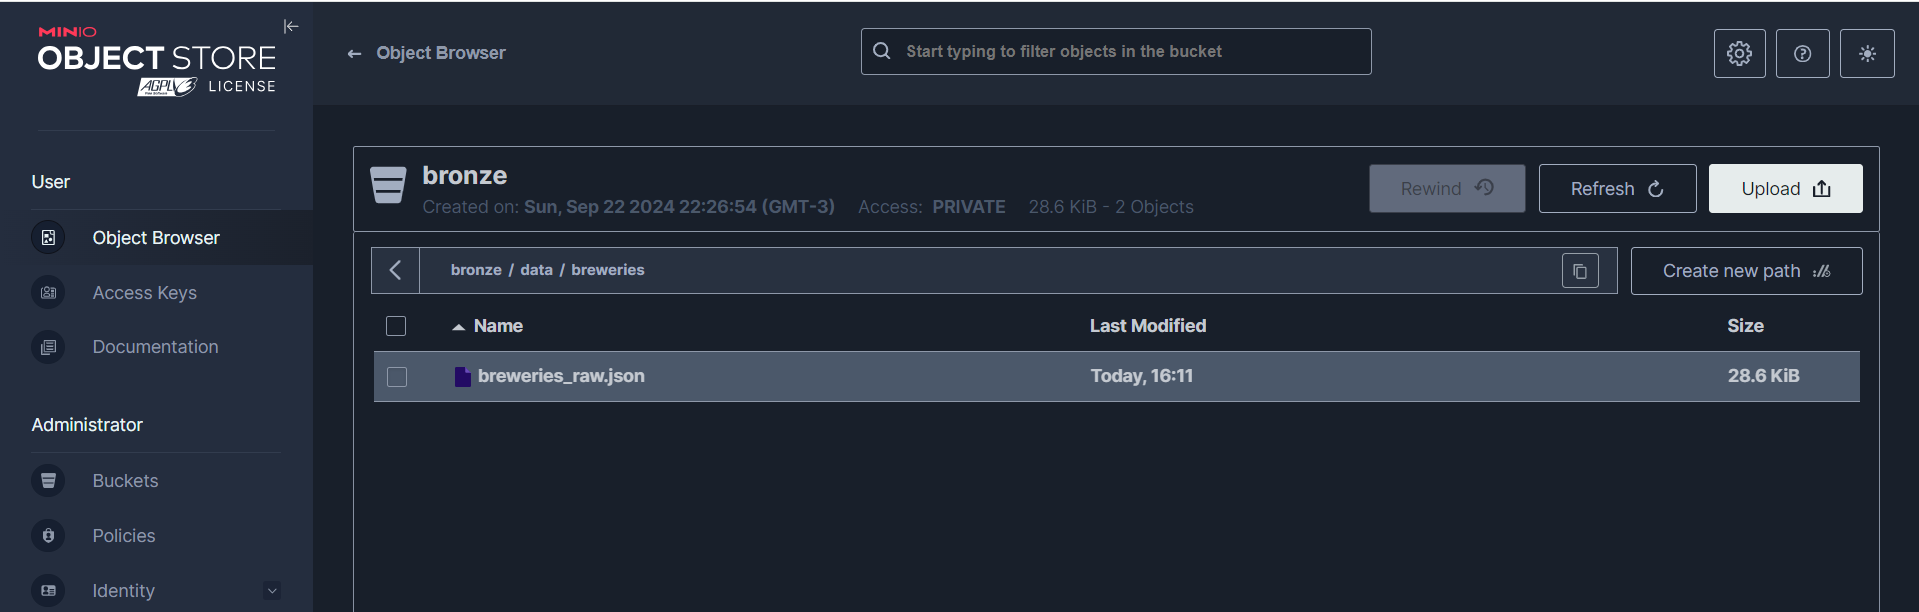 MINIO
OBJECT STORE
AGPLv3 LICENSE
User
Object Browser
Access Keys
Documentation
Administrator
Buckets
Policies
Identity
Object Browser
Start typing to filter objects in the bucket
bronze
Created on: Sun, Sep 22 2024 22:26:54 (GMT-3) Access: PRIVATE 28.6 KiB - 2 Objects
Rewind
Refresh
Upload
bronze / data / breweries
Create new path
Name Last Modified Size
breweries_raw.json Today, 16:11 28.6 KiB